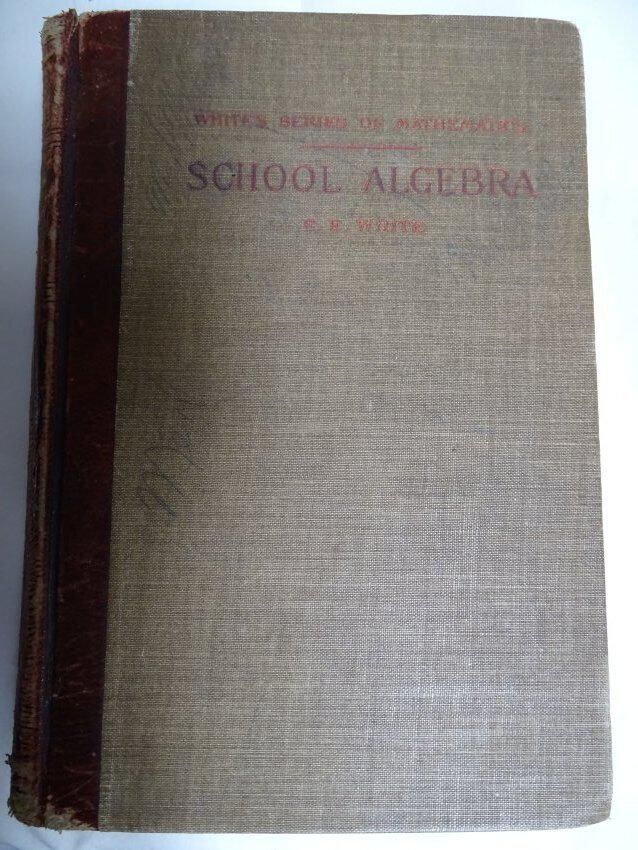 WHITE'S SERIES OF MATHEMATICS
SCHOOL ALGEBRA
E. E. WHITE